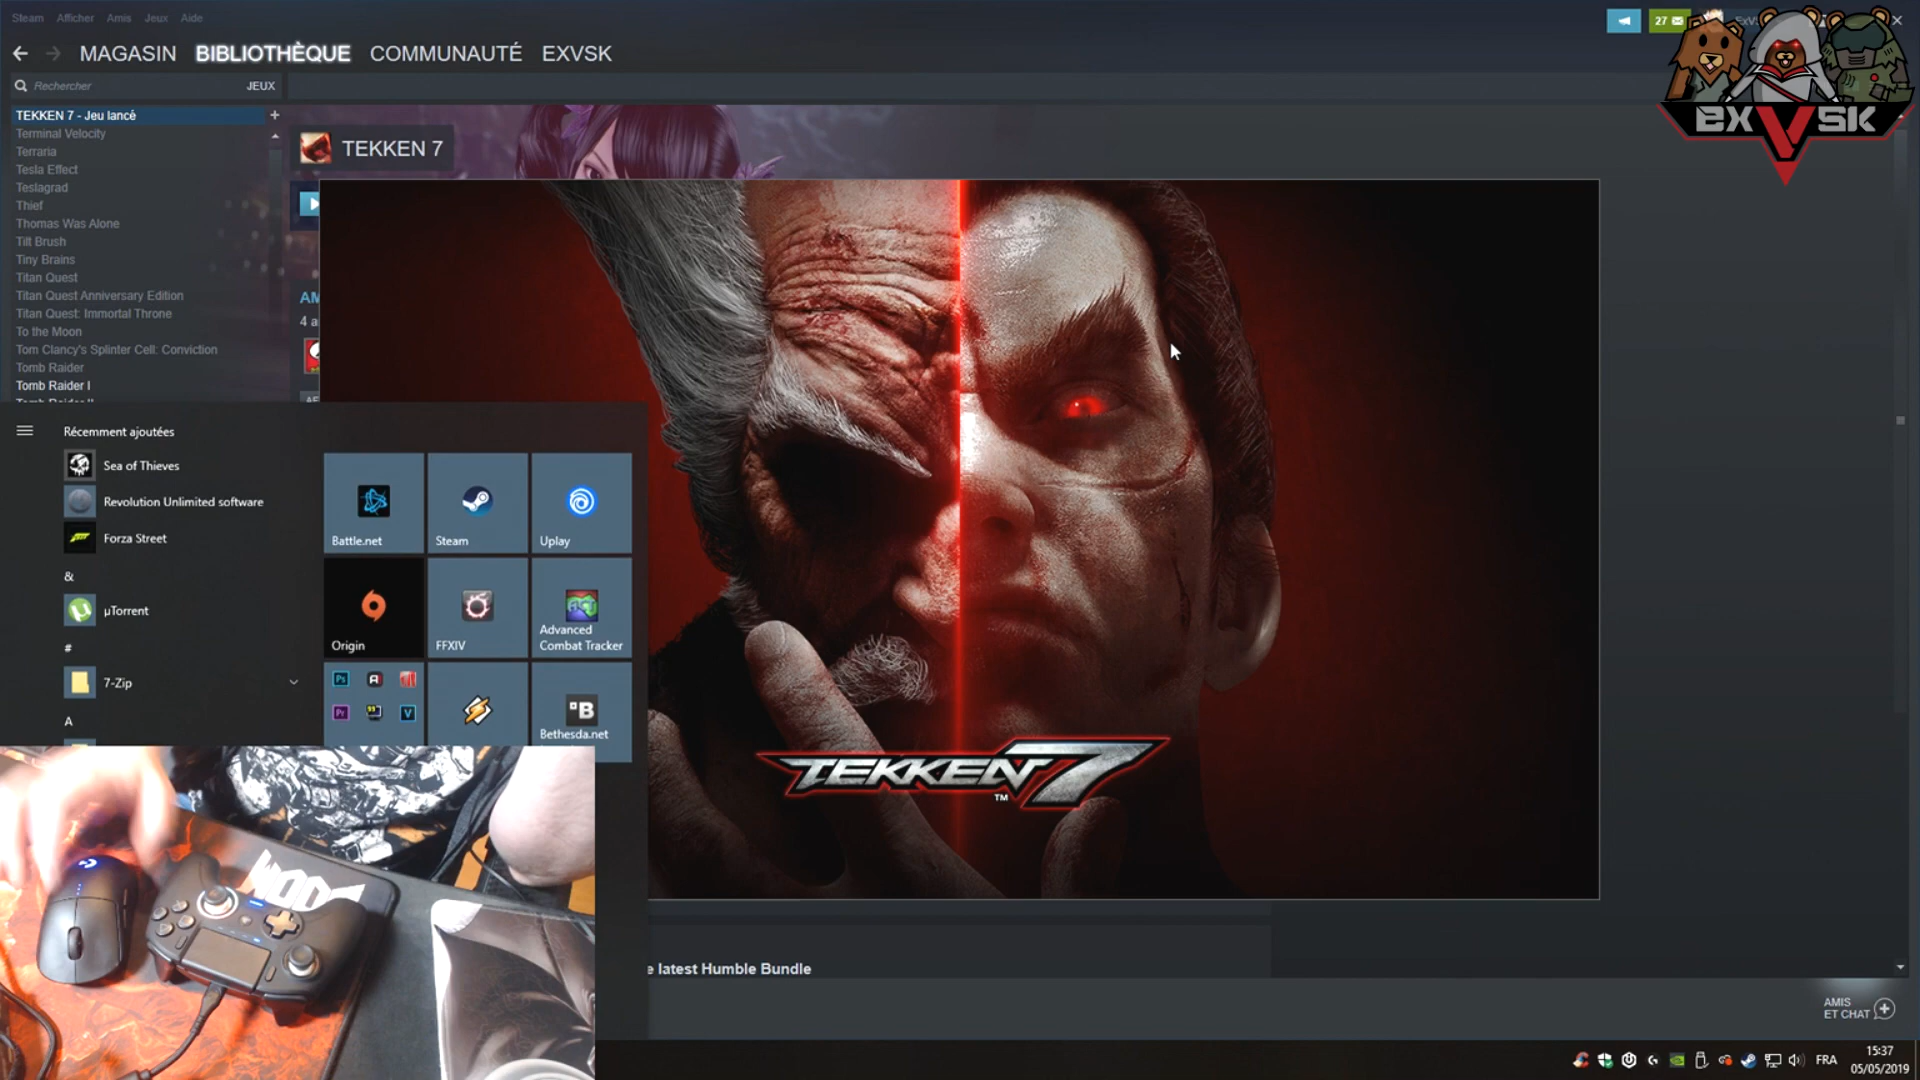 Steam Afficher Amis Jeux Aide
27
MAGASIN BIBLIOTHÈQUE COMMUNAUTÉ EXVSK
Rechercher JEUX
TEKKEN 7 - Jeu lancé
Terminal Velocity
Terraria
Tesla Effect
Teslagrad
Thief
Thomas Was Alone
Tilt Brush
Tiny Brains
Titan Quest
Titan Quest Anniversary Edition
Titan Quest: Immortal Throne
To the Moon
Tom Clancy's Splinter Cell: Conviction
Tomb Raider
Tomb Raider I
TEKKEN 7
EXVSK
4 a
Récemment ajoutées
Sea of Thieves
Revolution Unlimited software
Forza Street
&
µTorrent
#
7-Zip
A
Battle.net
Steam
Uplay
Origin
FFXIV
Advanced
Combat Tracker
Ps
Pr
Bethesda.net
TEKKEN 7
TM
DOOM
e latest Humble Bundle
AMIS
ET CHAT
FRA
15:37
05/05/2019